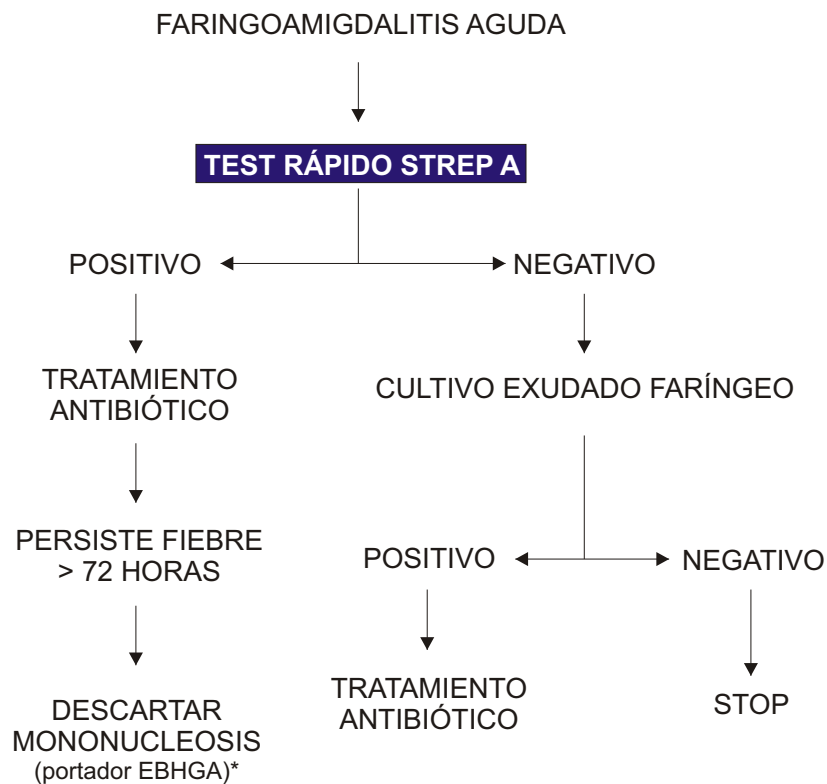 FARINGOAMIGDALITIS AGUDA
TEST RÁPIDO STREP A
POSITIVO
NEGATIVO
TRATAMIENTO
ANTIBIÓTICO
CULTIVO EXUDADO FARÍNGEO
PERSISTE FIEBRE
> 72 HORAS
POSITIVO
NEGATIVO
DESCARTAR
MONONUCLEOSIS
(portador EBHGA)*
TRATAMIENTO
ANTIBIÓTICO
STOP